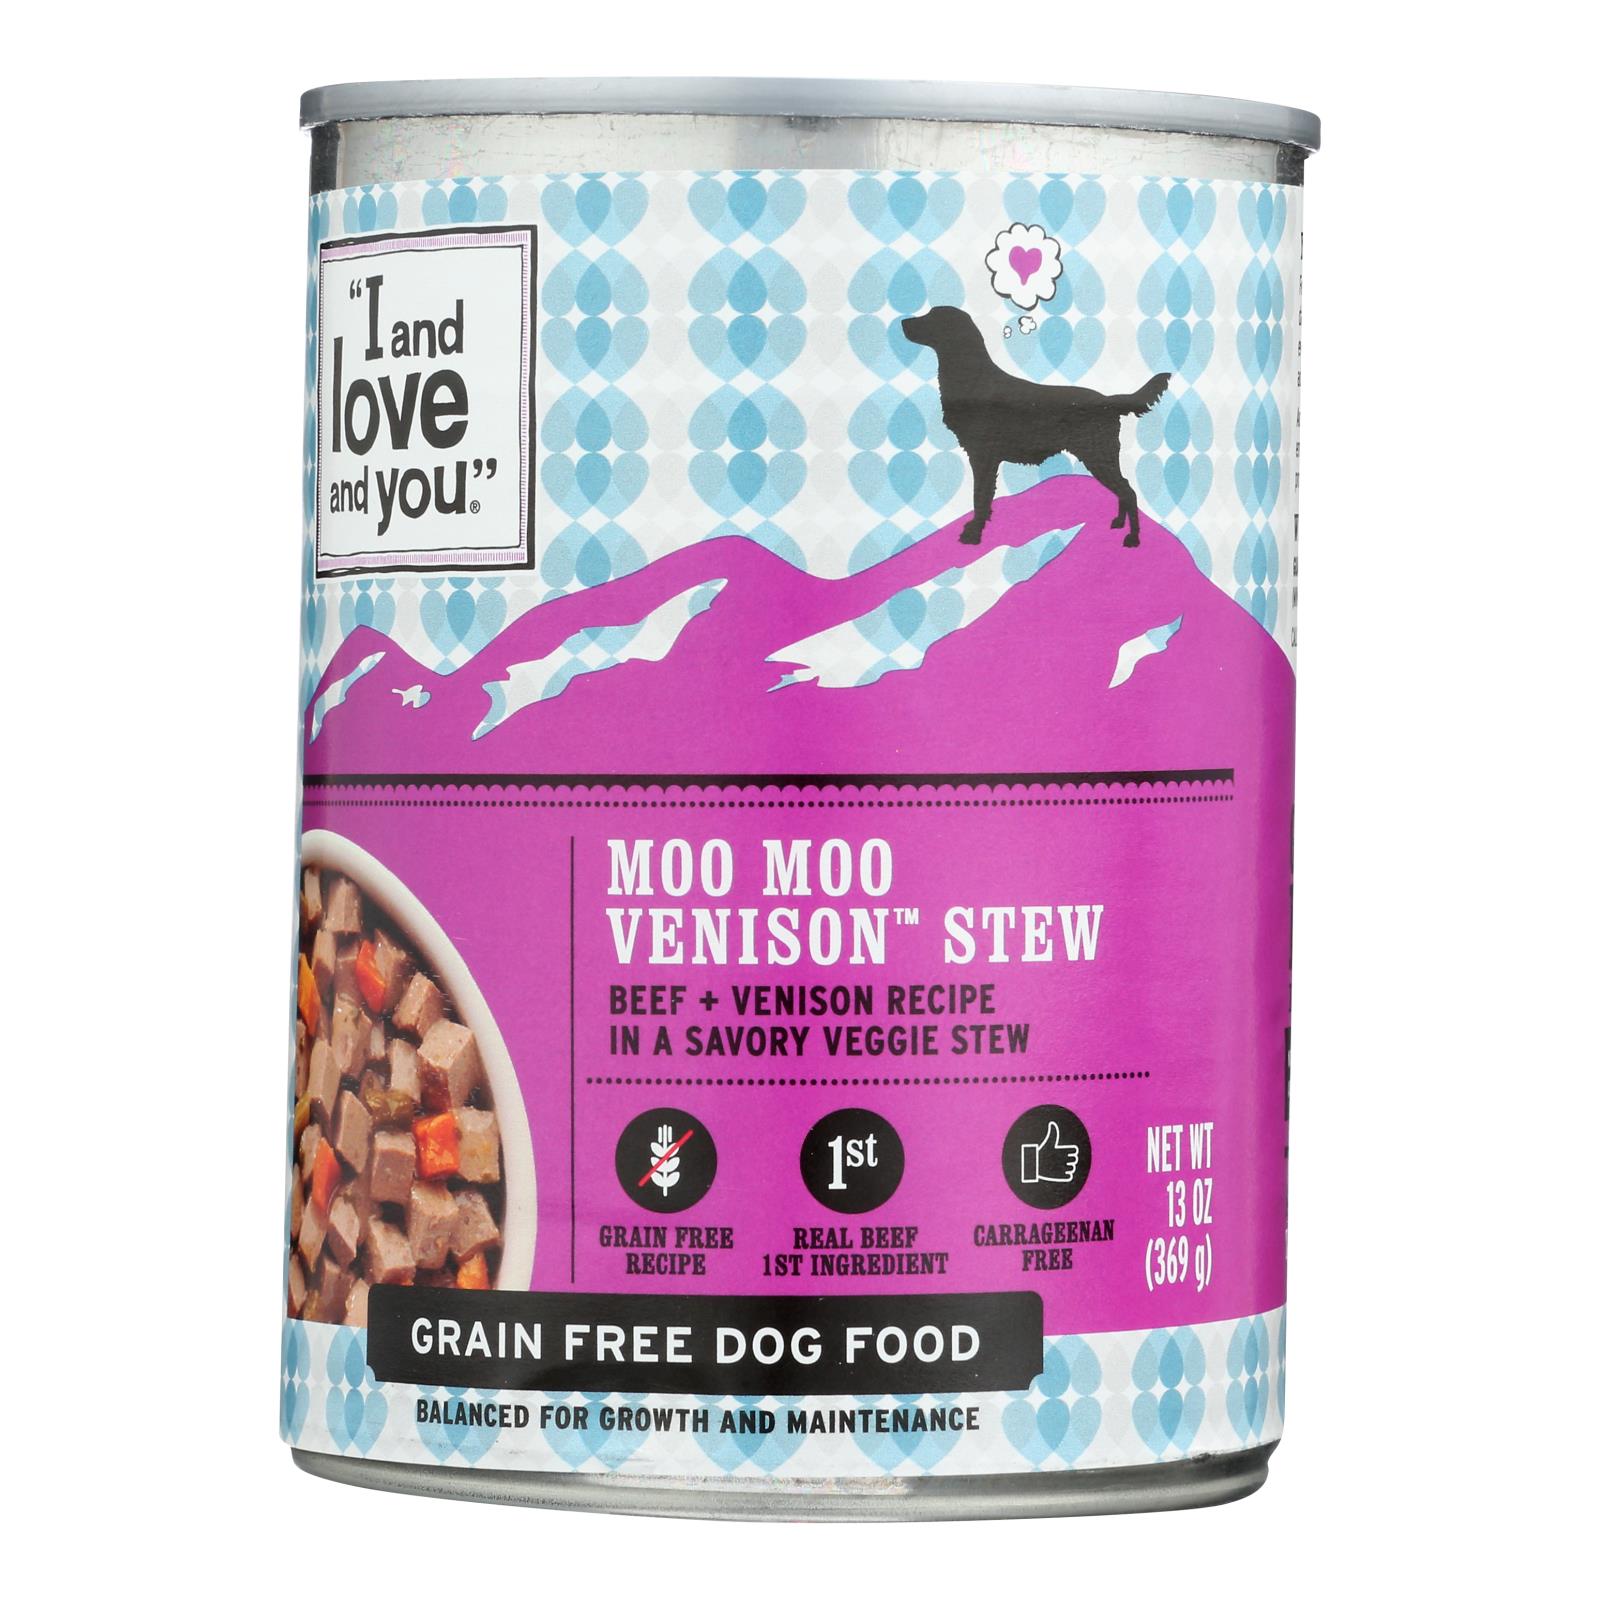 "I and
love
and you"®
MOO MOO
VENISON™ STEW
BEEF + VENISON RECIPE
IN A SAVORY VEGGIE STEW
GRAIN FREE
RECIPE
1st
REAL BEEF
1ST INGREDIENT
CARRAGEENAN
FREE
NET WT
13 OZ
(369 g)
GRAIN FREE DOG FOOD
BALANCED FOR GROWTH AND MAINTENANCE